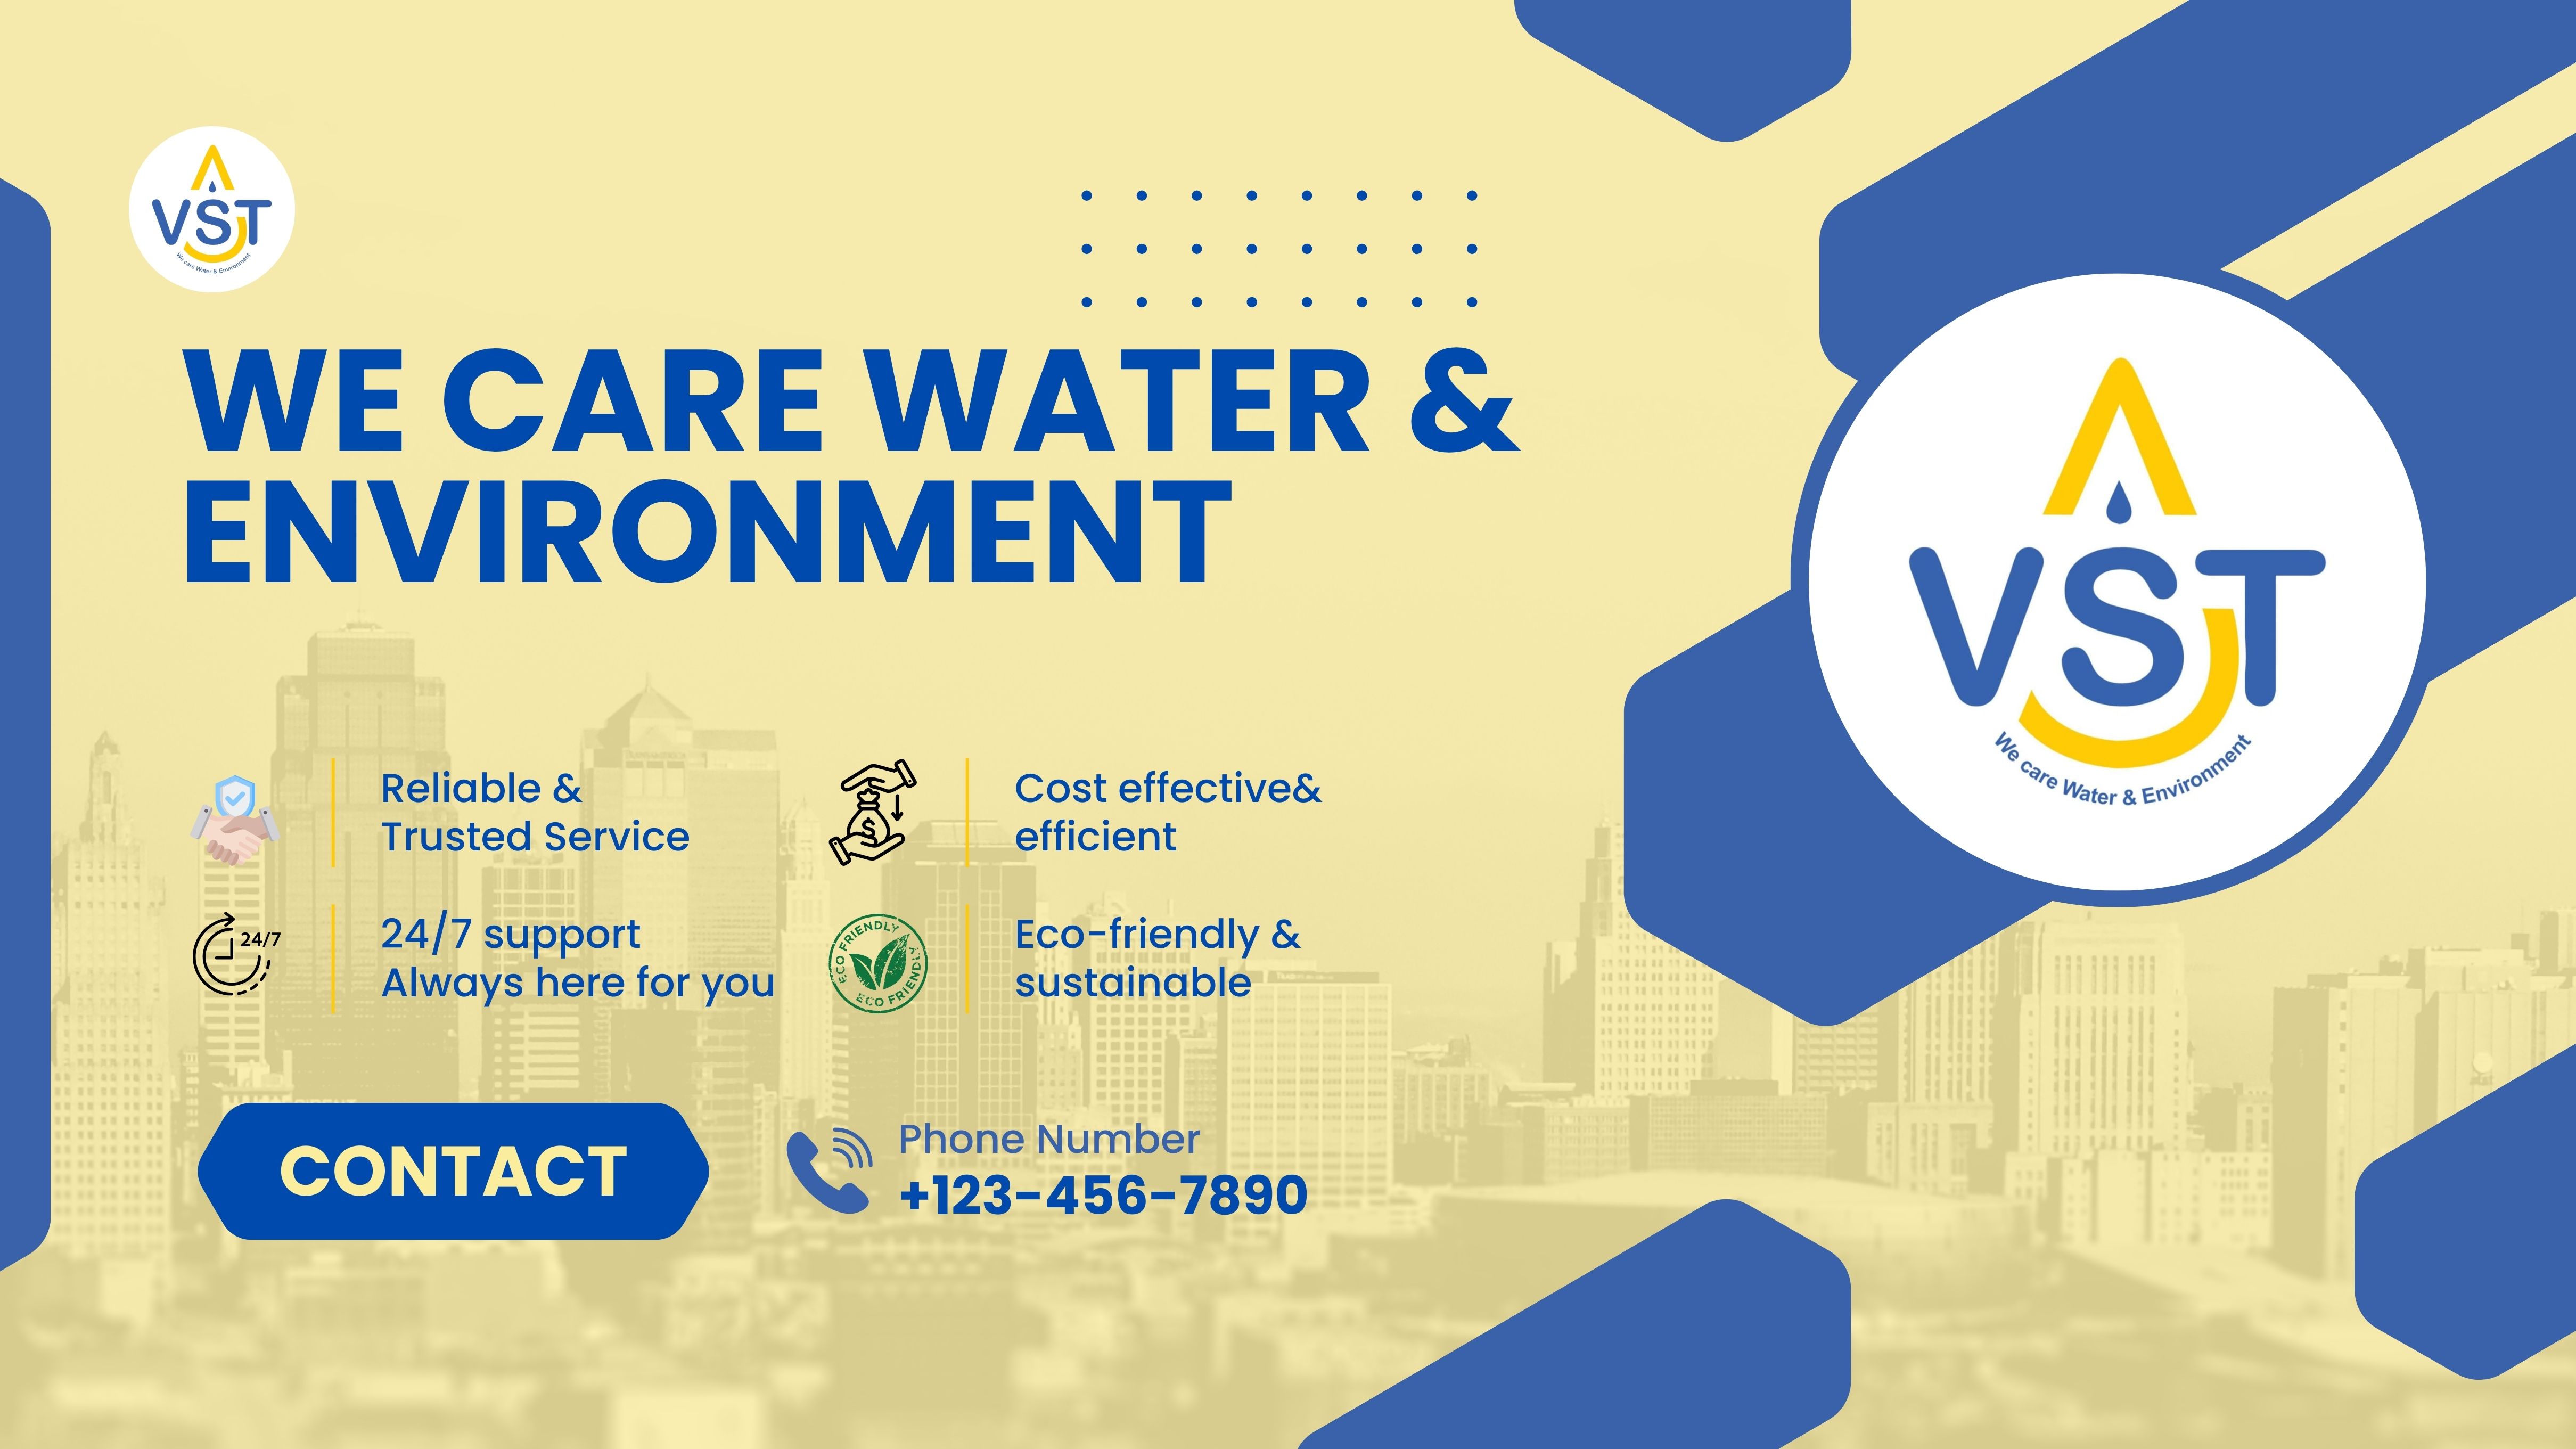 VST
We care Water & Environment
WE CARE WATER &
ENVIRONMENT
VST
We care Water & Environment
Reliable &
Trusted Service
Cost effective&
efficient
24/7
24/7 support
Always here for you
ECO FRIENDLY
ECO FRIENDLY
Eco-friendly &
sustainable
CONTACT
Phone Number
+123-456-7890